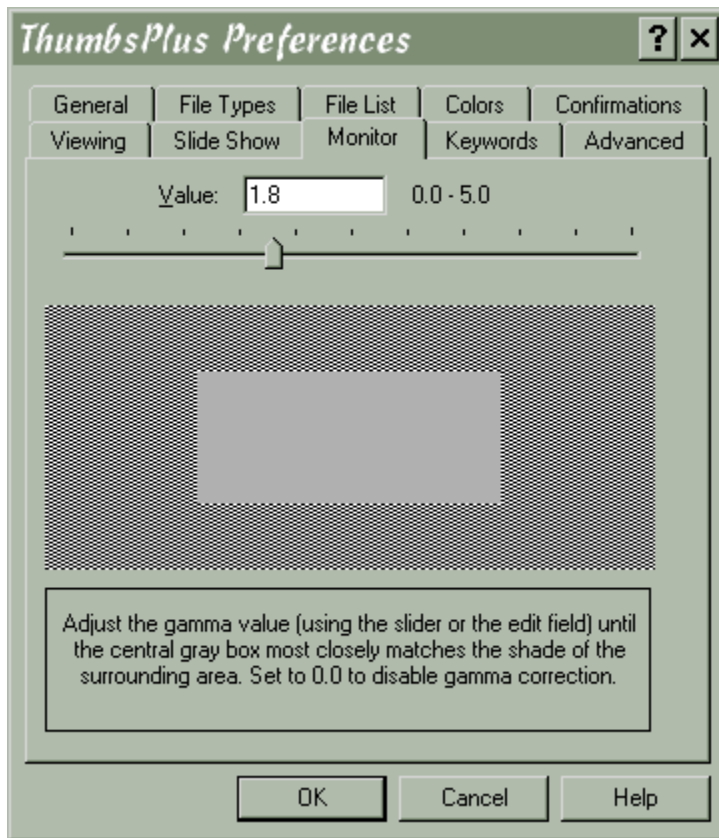 ThumbsPlus Preferences ? ×
General File Types File List Colors Confirmations
Viewing Slide Show Monitor Keywords Advanced
Value: 1.8 0.0 - 5.0
Adjust the gamma value (using the slider or the edit field) until
the central gray box most closely matches the shade of the
surrounding area. Set to 0.0 to disable gamma correction.
OK Cancel Help